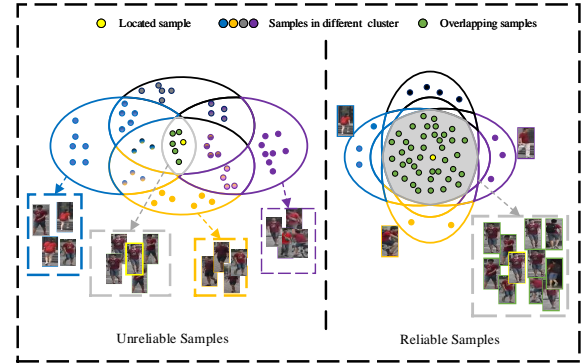 Located sample
Samples in different cluster
Overlapping samples
Unreliable Samples
Reliable Samples